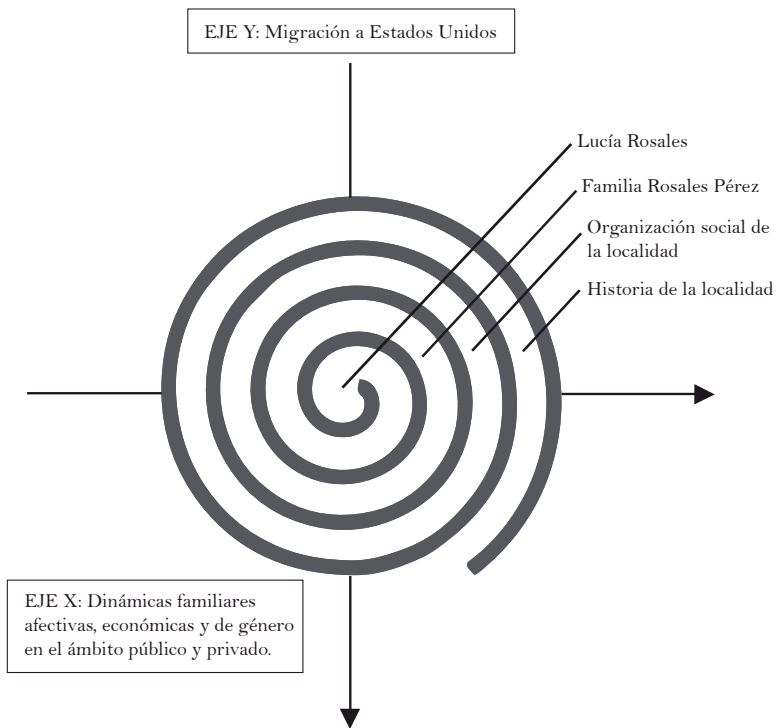 EJE Y: Migración a Estados Unidos
Lucía Rosales
Familia Rosales Pérez
Organización social de
la localidad
Historia de la localidad
EJE X: Dinámicas familiares
afectivas, económicas y de género
en el ámbito público y privado.